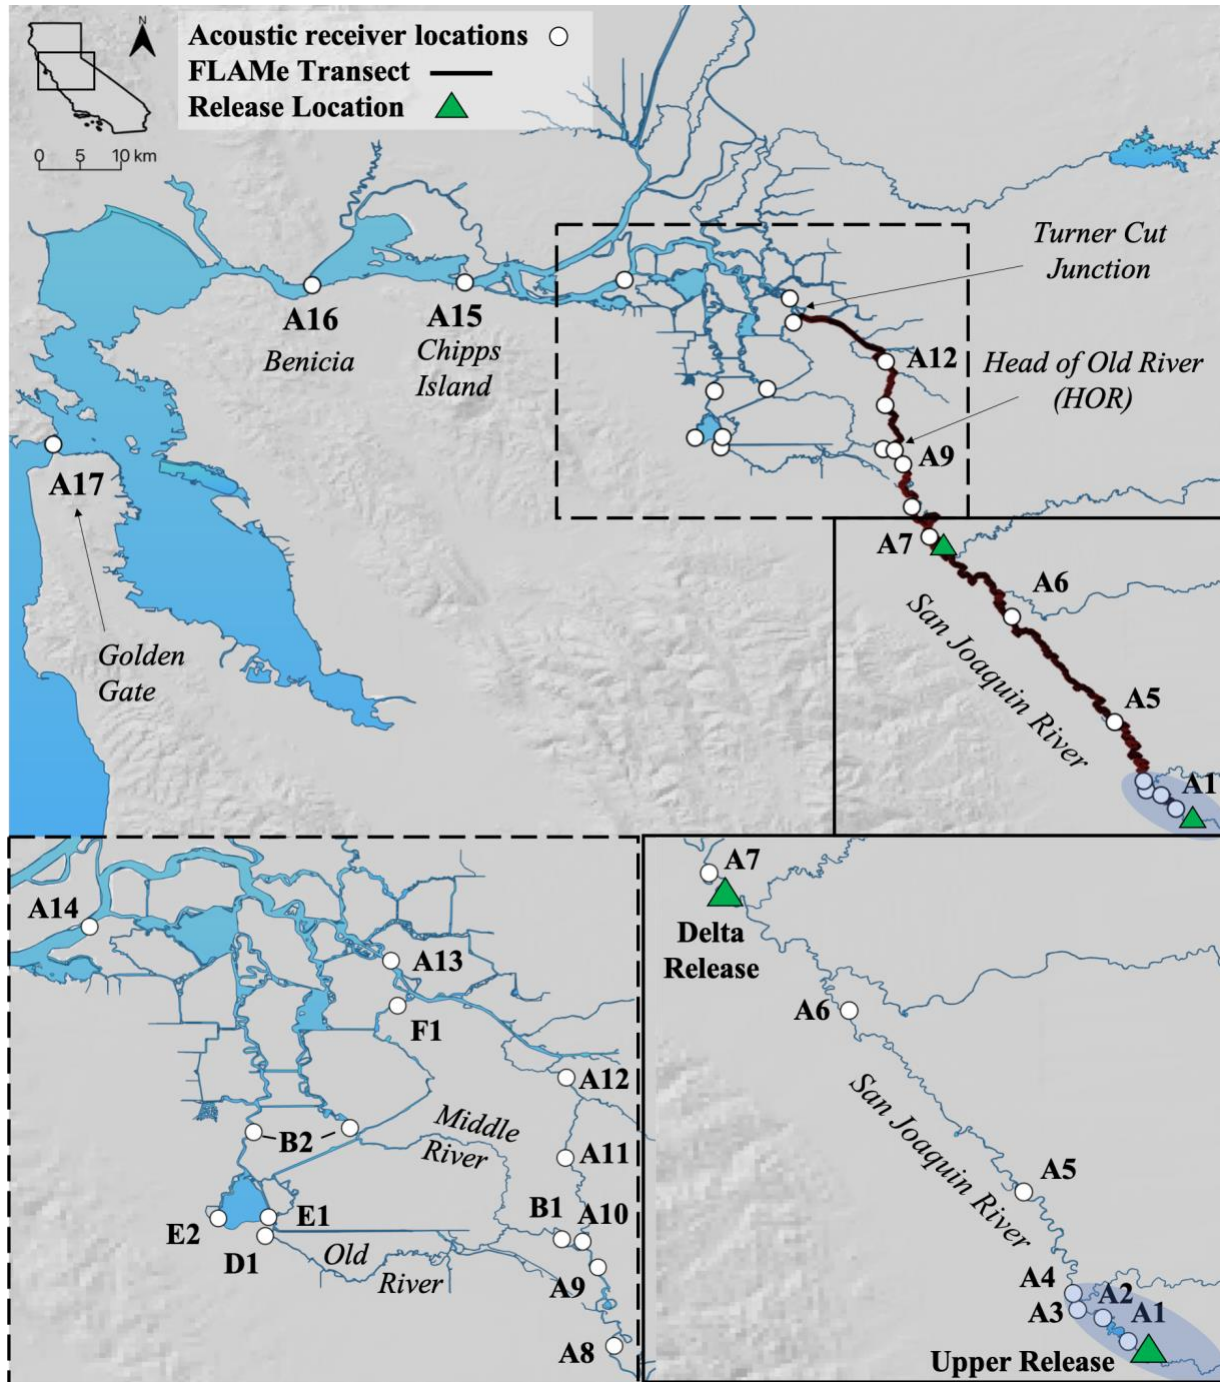 N
Acoustic receiver locations
FLAMe Transect
Release Location
0 5 10 km
Turner Cut
Junction
A16
Benicia
A15
Chipps
Island
A12
Head of Old River
(HOR)
A9
A17
A7
A6
San Joaquin River
Golden
Gate
A5
A1
A14
A13
F1
A12
B2
Middle
River
A11
B1
A10
E2
E1
D1
Old
River
A9
A8
A7
Delta
Release
A6
San Joaquin River
A5
A4
A3
A2
A1
Upper Release